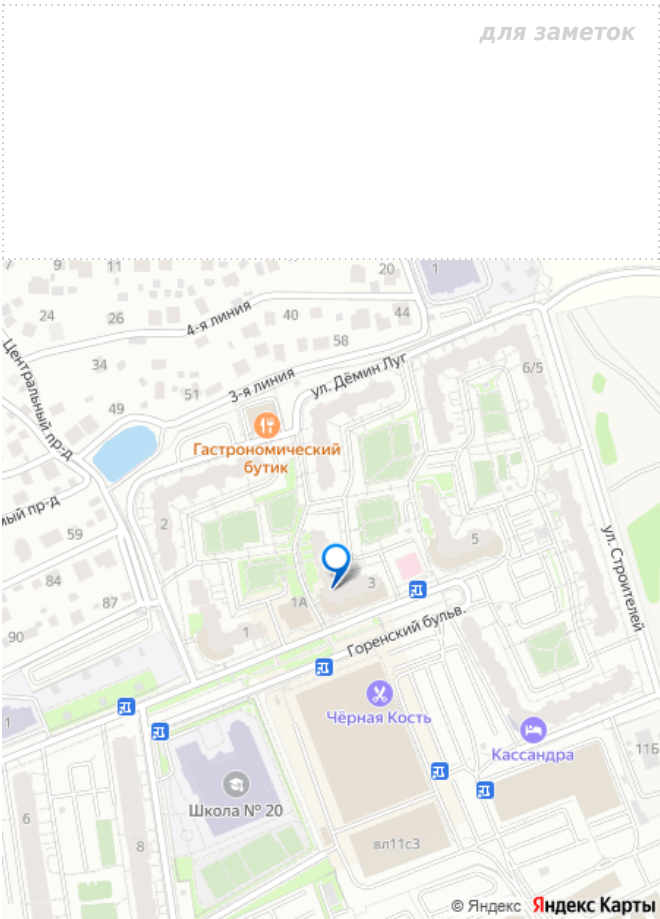 для заметок
7
9
11
20
1
24
26
4-я линия
40
44
Центральный пр-д
34
58
3-я линия
ул. Дёмин Луг
6/5
51
49
Гастрономический
бутик
мый пр-д
2
59
5
ул. Строителей
84
87
1А
3
90
1
Горенский бульв.
1
Чёрная Кость
Кассандра
11Б
Школа № 20
6
8
вл11с3
© Яндекс Яндекс Карты